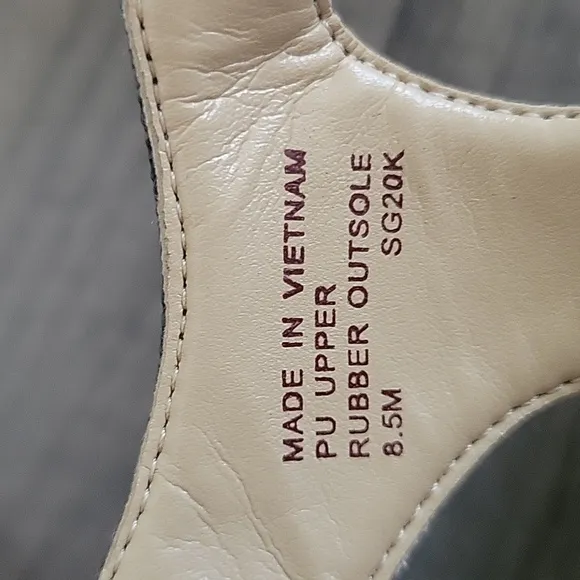 MADE IN VIETNAM
PU UPPER
RUBBER OUTSOLE
8.5M SG20K